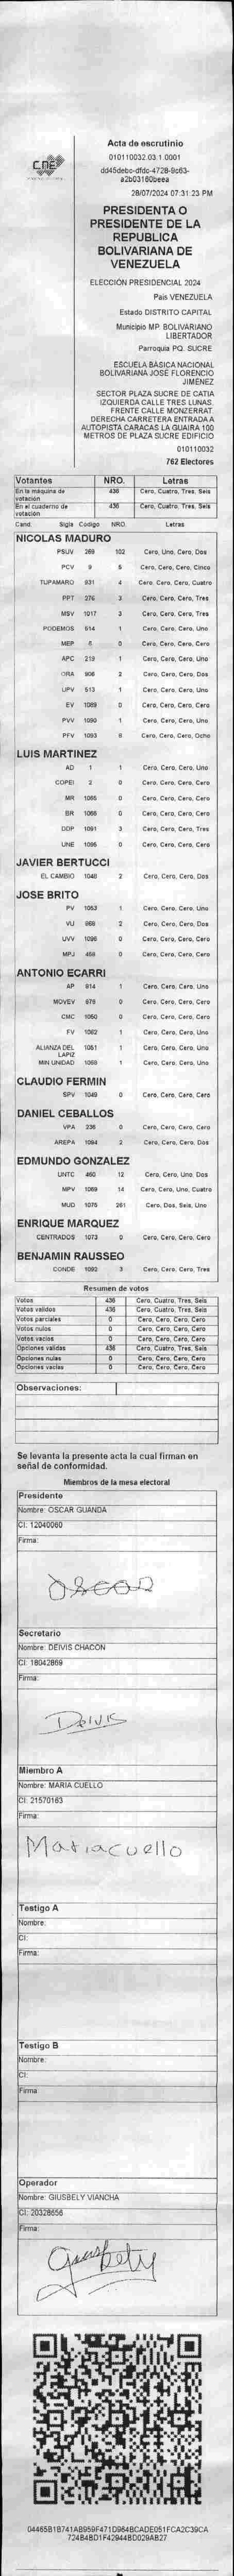 CNE
Acta de escrutinio
010110032.03.1.0001
dd45debc-dfdc-4728-9c63-
a2b03160beea
28/07/2024 07:31:23 PM
PRESIDENTA O
PRESIDENTE DE LA
REPUBLICA
BOLIVARIANA DE
VENEZUELA
ELECCIÓN PRESIDENCIAL 2024
Pais VENEZUELA
Estado DISTRITO CAPITAL
Municipio MP. BOLIVARIANO
LIBERTADOR
Parroquia PQ. SUCRE
ESCUELA BÁSICA NACIONAL
BOLIVARIANA JOSÉ FLORENCIO
JIMÉNEZ
SECTOR PLAZA SUCRE DE CATIA
IZQUIERDA CALLE TRES LUNAS.
FRENTE CALLE MONZERRAT.
DERECHA CARRETERA ENTRADA A
AUTOPISTA CARACAS LA GUAIRA 100
METROS DE PLAZA SUCRE EDIFICIO
010110032
762 Electores
Votantes NRO. Letras
En la máquina de votación 436 Cero, Cuatro, Tres, Seis
En el cuaderno de votación 436 Cero, Cuatro, Tres, Seis
Cand. Sigla Codigo NRO. Letras
NICOLAS MADURO
PSUV 269 102 Cero, Uno, Cero, Dos
PCV 9 5 Cero, Cero, Cero, Cinco
TUPAMARO 831 4 Cero, Cero, Cero, Cuatro
PPT 276 3 Cero, Cero, Cero, Tres
MSV 1017 3 Cero, Cero, Cero, Tres
PODEMOS 514 1 Cero, Cero, Cero, Uno
MEP 0 Cero, Cero, Cero, Cero
APC 219 1 Cero, Cero, Cero, Uno
ORA 906 2 Cero, Cero, Cero, Dos
UPV 513 1 Cero, Cero, Cero, Uno
EV 1089 0 Cero, Cero, Cero, Cero
PVV 1090 1 Cero, Cero, Cero, Uno
PFV 1093 8 Cero, Cero, Cero, Ocho
LUIS MARTINEZ
AD 1 1 Cero, Cero, Cero, Uno
COPEI 2 0 Cero, Cero, Cero, Cero
MR 1065 0 Cero, Cero, Cero, Cero
BR 1068 0 Cero, Cero, Cero, Cero
DDP 1091 3 Cero, Cero, Cero, Tres
UNE 1095 0 Cero, Cero, Cero, Cero
JAVIER BERTUCCI
EL CAMBIO 1048 2 Cero, Cero, Cero, Dos
JOSE BRITO
PV 1053 1 Cero, Cero, Cero, Uno
VU 968 2 Cero, Cero, Cero, Dos
UVV 1096 0 Cero, Cero, Cero, Cero
MPJ 468 0 Cero, Cero, Cero, Cero
ANTONIO ECARRI
AP 914 1 Cero, Cero, Cero, Uno
MOVEV 978 0 Cero, Cero, Cero, Cero
CMC 1050 0 Cero, Cero, Cero, Cero
FV 1062 1 Cero, Cero, Cero, Uno
ALIANZA DEL LAPIZ 1051 1 Cero, Cero, Cero, Uno
MIN UNIDAD 1058 1 Cero, Cero, Cero, Uno
CLAUDIO FERMIN
SPV 1049 0 Cero, Cero, Cero, Cero
DANIEL CEBALLOS
VPA 236 0 Cero, Cero, Cero, Cero
AREPA 1094 2 Cero, Cero, Cero, Dos
EDMUNDO GONZALEZ
UNTC 460 12 Cero, Cero, Uno, Dos
MPV 1069 14 Cero, Cero, Uno, Cuatro
MUD 1075 261 Cero, Dos, Seis, Uno
ENRIQUE MARQUEZ
CENTRADOS 1073 0 Cero, Cero, Cero, Cero
BENJAMIN RAUSSEO
CONDE 1092 3 Cero, Cero, Cero, Tres
Resumen de votos
Votos 436 Cero, Cuatro, Tres, Seis
Votos validos 436 Cero, Cuatro, Tres, Seis
Votos parciales 0 Cero, Cero, Cero, Cero
Votos nulos 0 Cero, Cero, Cero, Cero
Votos vacios 0 Cero, Cero, Cero, Cero
Opciones validas 436 Cero, Cuatro, Tres, Seis
Opciones nulas 0 Cero, Cero, Cero, Cero
Opciones vacias 0 Cero, Cero, Cero, Cero
Observaciones:
Se levanta la presente acta la cual firman en
señal de conformidad.
Miembros de la mesa electoral
Presidente
Nombre: OSCAR GUANDA
CI: 12040060
Firma:
OSCAR
Secretario
Nombre: DEIVIS CHACON
CI: 18042869
Firma:
Deivis
Miembro A
Nombre: MARIA CUELLO
CI: 21570163
Firma:
Mariacuello
Testigo A
Nombre:
CI:
Firma:
Testigo B
Nombre:
CI:
Firma
Operador
Nombre: GIUSBELY VIANCHA
CI: 20328656
Firma:
04465B1B741AB959F471D964BCADE051FCA2C39CA
724B4BD1F42944BD029AB27